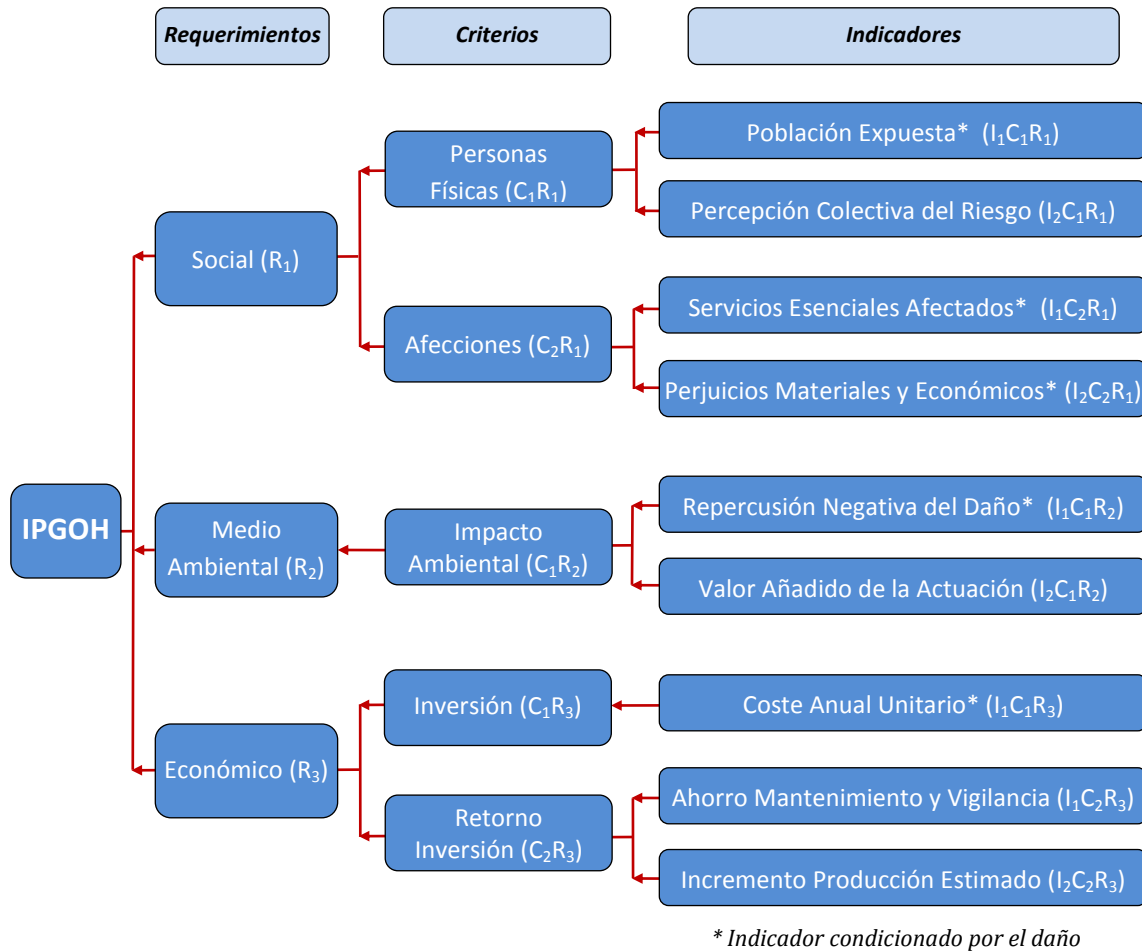 Requerimientos
Criterios
Indicadores
Población Expuesta* (I₁C₁R₁)
Personas
Físicas (C₁R₁)
Percepción Colectiva del Riesgo (I₂C₁R₁)
Social (R₁)
Servicios Esenciales Afectados* (I₁C₂R₁)
Afecciones (C₂R₁)
Perjuicios Materiales y Económicos* (I₂C₂R₁)
IPGOH
Medio
Ambiental (R₂)
Impacto
Ambiental (C₁R₂)
Repercusión Negativa del Daño* (I₁C₁R₂)
Valor Añadido de la Actuación (I₂C₁R₂)
Inversión (C₁R₃)
Coste Anual Unitario* (I₁C₁R₃)
Económico (R₃)
Retorno
Inversión (C₂R₃)
Ahorro Mantenimiento y Vigilancia (I₁C₂R₃)
Incremento Producción Estimado (I₂C₂R₃)
* Indicador condicionado por el daño